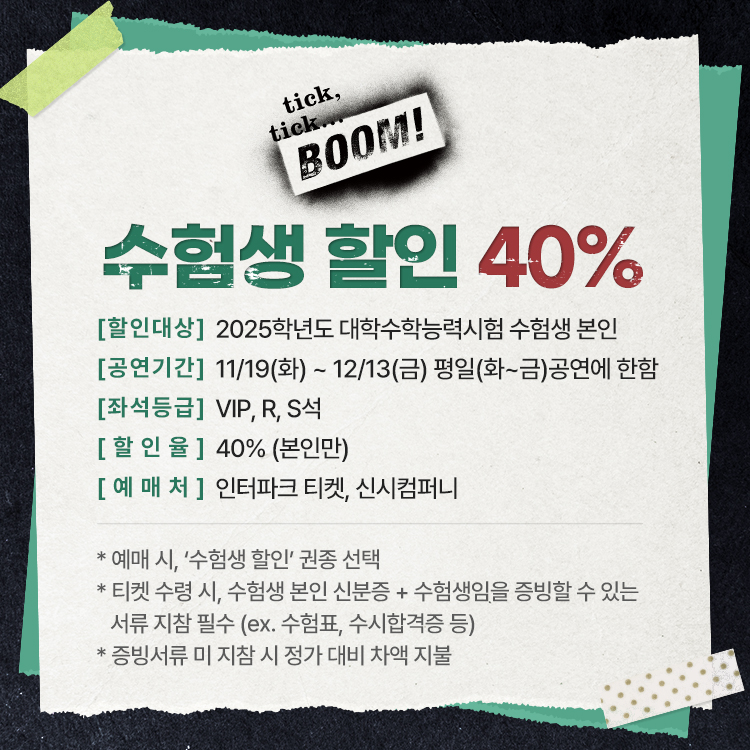 tick,
tick...
BOOM!
수험생 할인 40%
[할인대상] 2025학년도 대학수학능력시험 수험생 본인
[공연기간] 11/19(화) ~ 12/13(금) 평일(화~금)공연에 한함
[좌석등급] VIP, R, S석
[ 할 인 율 ] 40% (본인만)
[ 예 매 처 ] 인터파크 티켓, 신시컴퍼니
* 예매 시, ‘수험생 할인’ 권종 선택
* 티켓 수령 시, 수험생 본인 신분증 + 수험생임을 증빙할 수 있는
서류 지참 필수 (ex. 수험표, 수시합격증 등)
* 증빙서류 미 지참 시 정가 대비 차액 지불